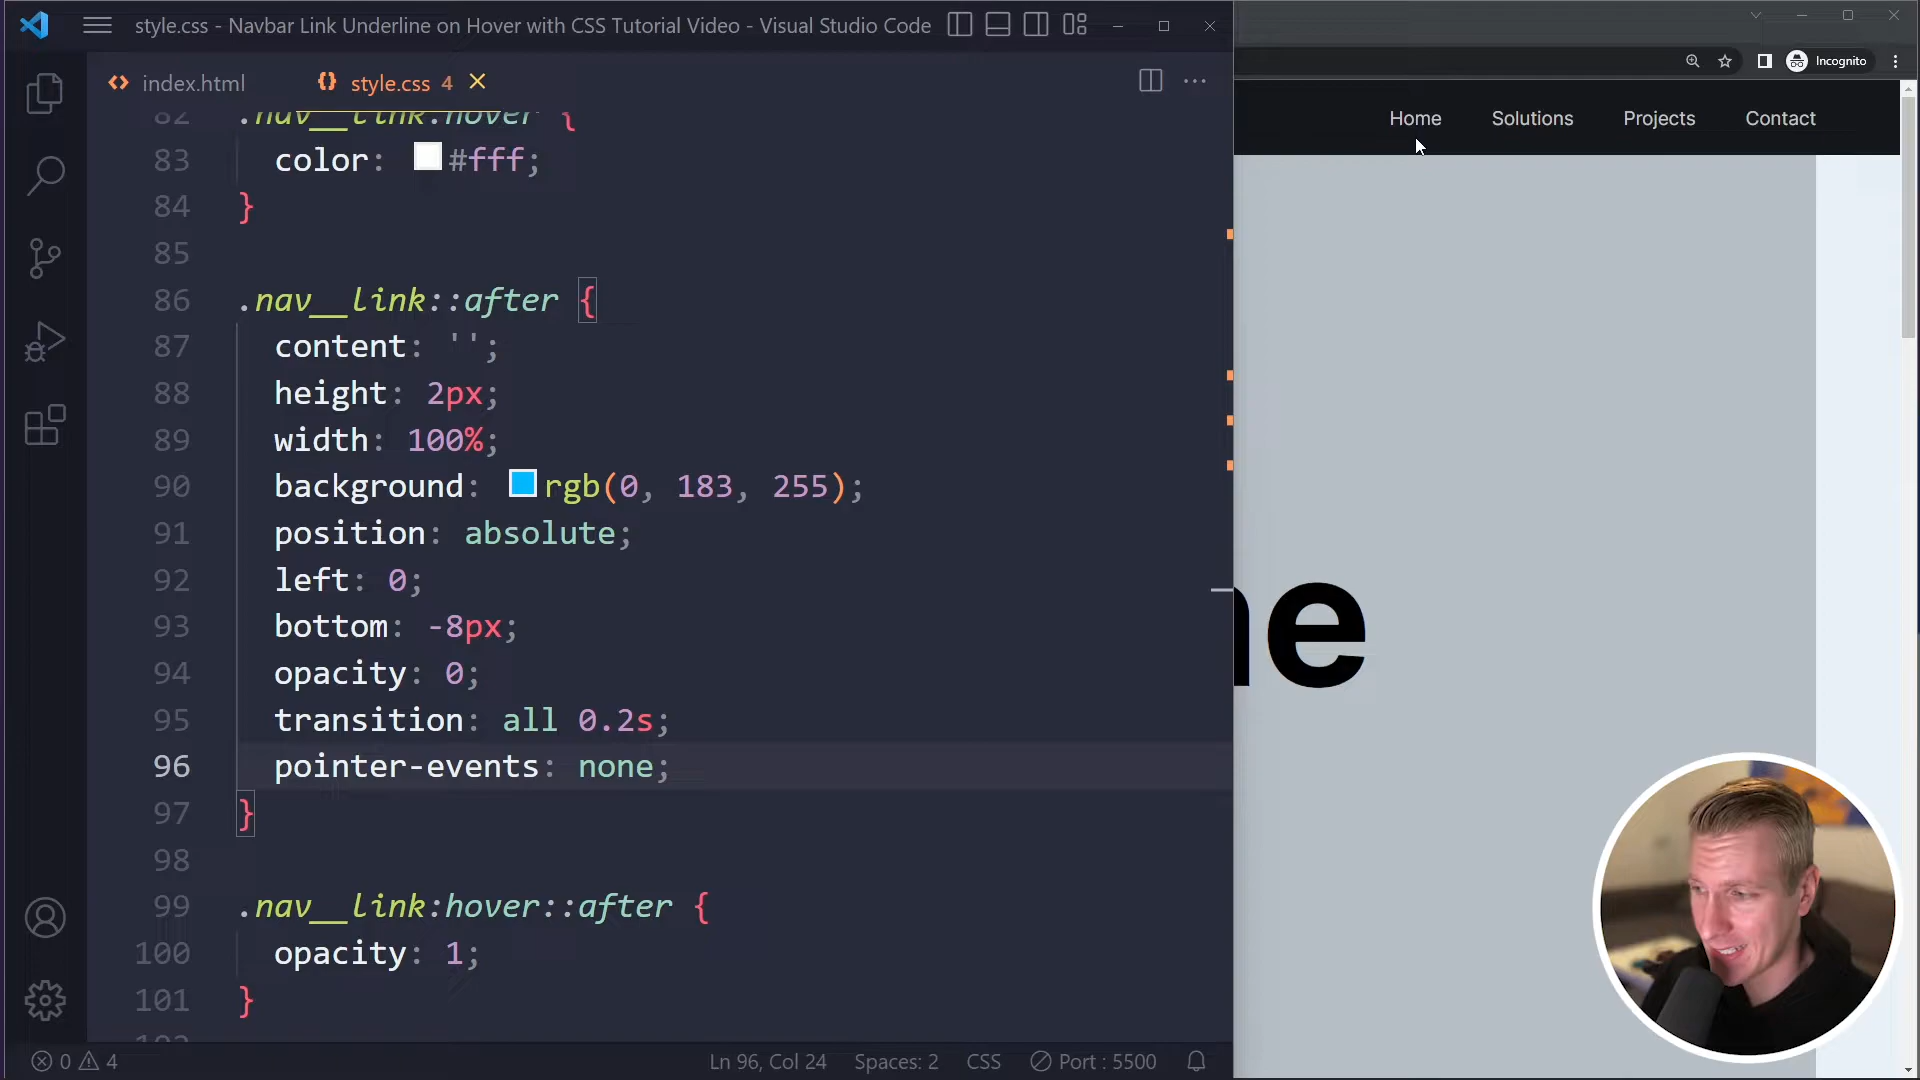 style.css - Navbar Link Underline on Hover with CSS Tutorial Video - Visual Studio Code
Incognito
index.html
style.css 4
Home Solutions Projects Contact
82 .nav__link:hover {
83 color: #fff;
84 }
85
86 .nav__link::after {
87 content: '';
88 height: 2px;
89 width: 100%;
90 background: rgb(0, 183, 255);
91 position: absolute;
92 left: 0;
93 bottom: -8px;
94 opacity: 0;
95 transition: all 0.2s;
96 pointer-events: none;
97 }
98
99 .nav__link:hover::after {
100 opacity: 1;
101 }
0 4 Ln 96, Col 24 Spaces: 2 CSS Port : 5500